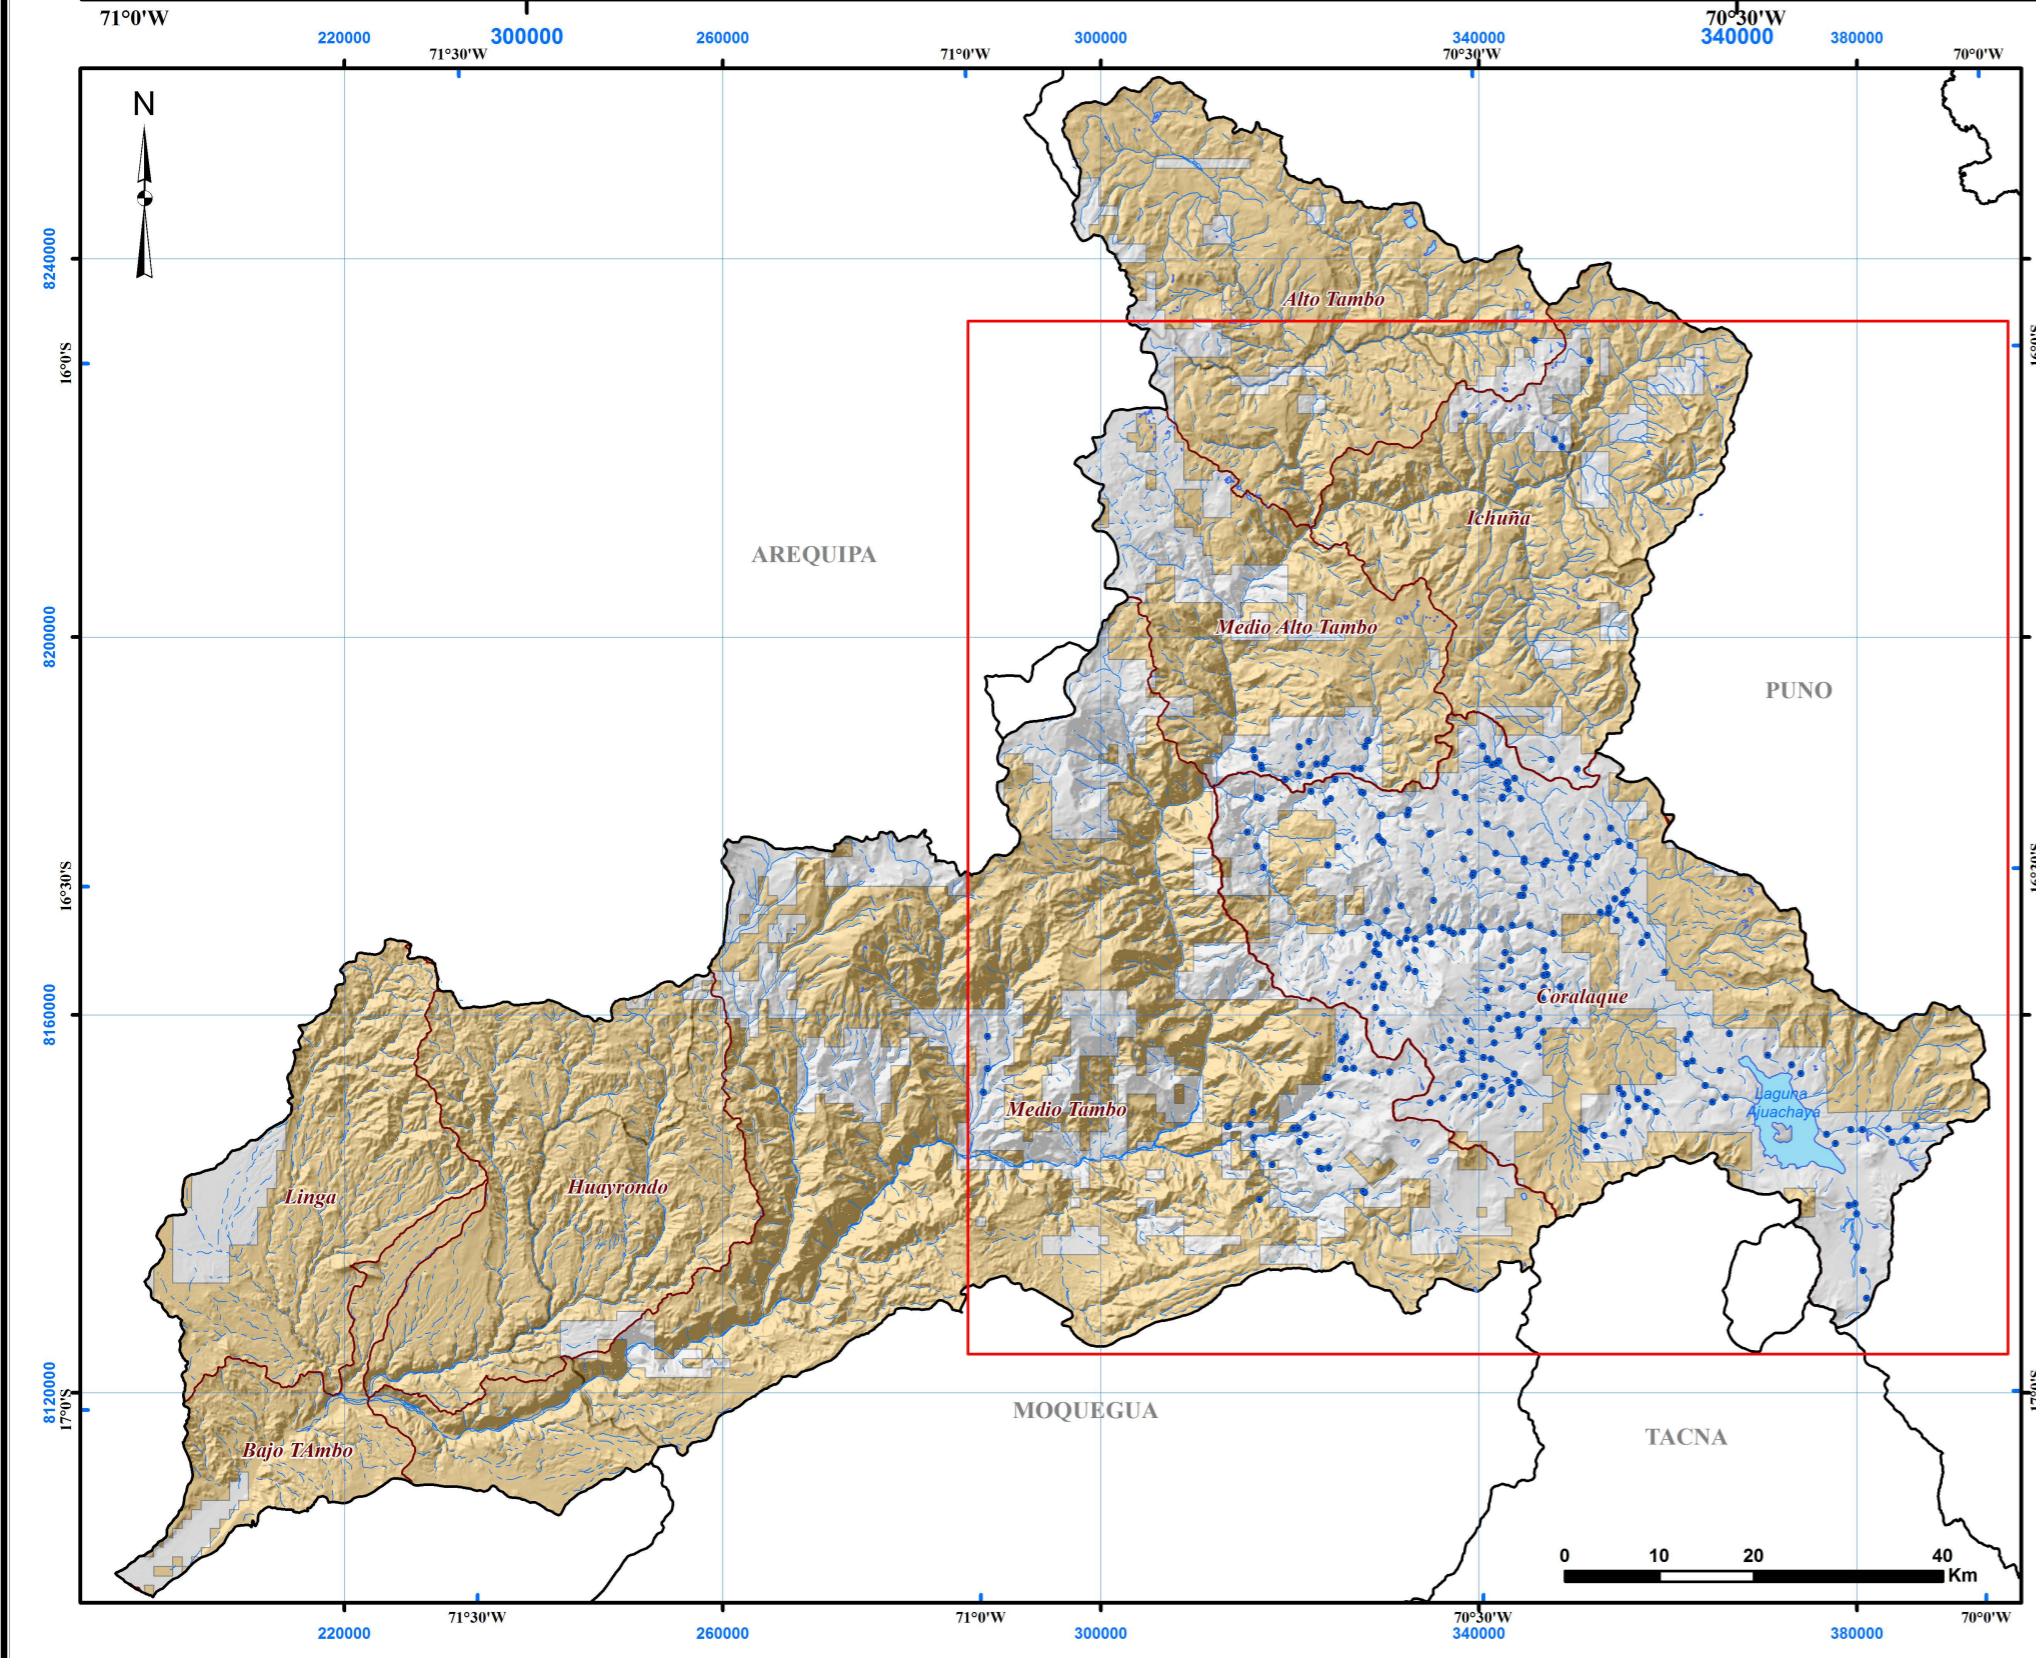 71°0'W 70°30'W
220000 300000 260000 300000 340000 340000 380000
71°30'W 71°0'W 70°30'W 70°0'W
N
8240000
Alto Tambo
16°0'S
Ichuña
AREQUIPA
8200000
Medio Alto Tambo
PUNO
16°30'S
8160000
Coralaque
Laguna
Ajuachaya
Medio Tambo
Linga
Huayrondo
8120000
17°0'S
MOQUEGUA
TACNA
Bajo TAmbo
0 10 20 40
Km
71°30'W 71°0'W 70°30'W 70°0'W
220000 260000 300000 340000 380000